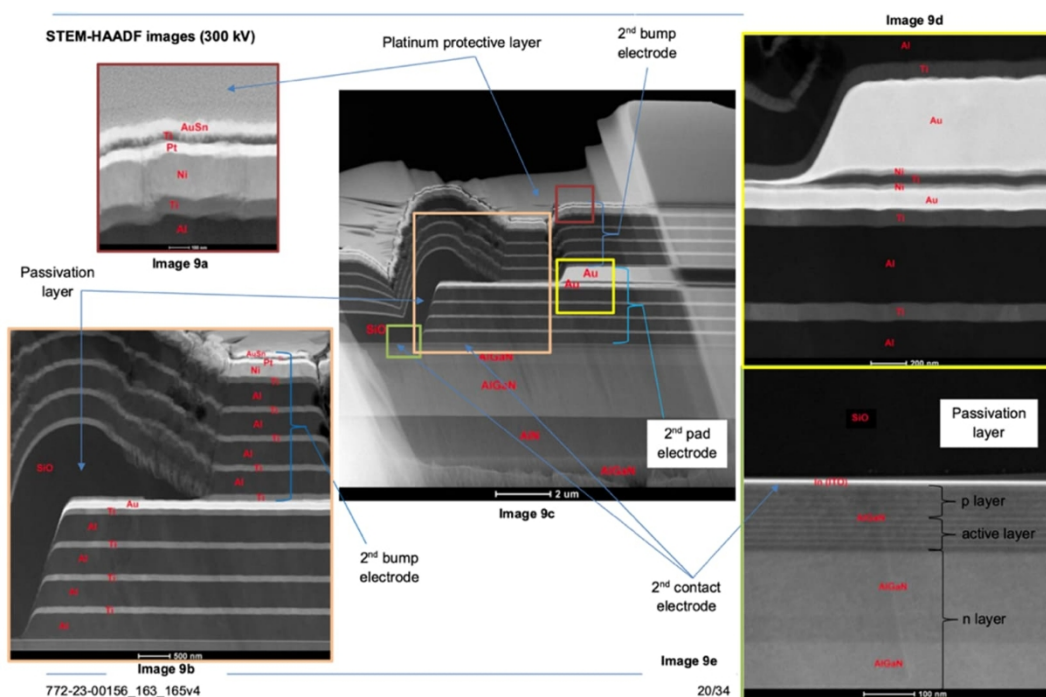 STEM-HAADF images (300 kV)
Platinum protective layer
2nd bump
electrode
Image 9d
AuSn
Ti
Pt
Ni
Ti
Al
100 nm
Image 9a
Passivation
layer
SiO
Au
Au
AlGaN
AlGaN
AlN
AlGaN
2 um
Image 9c
2nd pad
electrode
Al
Ti
Au
Ni
Ti
Ni
Au
Ti
Al
Ti
Al
200 nm
AuSn
Pt
Ni
Ti
Al
Ti
Al
Ti
Al
Ti
Al
Ti
SiO
Au
Ti
Al
Ti
Al
Ti
Al
Ti
Al
500 nm
Image 9b
2nd bump
electrode
2nd contact
electrode
SiO
Passivation
layer
In (ITO)
AlGaN
p layer
active layer
AlGaN
n layer
AlGaN
100 nm
Image 9e
772-23-00156_163_165v4
20/34